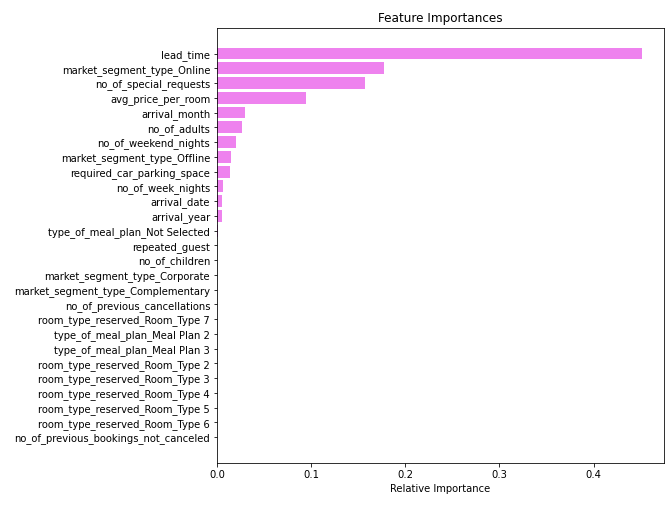 Feature Importances
lead_time
market_segment_type_Online
no_of_special_requests
avg_price_per_room
arrival_month
no_of_adults
no_of_weekend_nights
market_segment_type_Offline
required_car_parking_space
no_of_week_nights
arrival_date
arrival_year
type_of_meal_plan_Not Selected
repeated_guest
no_of_children
market_segment_type_Corporate
market_segment_type_Complementary
no_of_previous_cancellations
room_type_reserved_Room_Type 7
type_of_meal_plan_Meal Plan 2
type_of_meal_plan_Meal Plan 3
room_type_reserved_Room_Type 2
room_type_reserved_Room_Type 3
room_type_reserved_Room_Type 4
room_type_reserved_Room_Type 5
room_type_reserved_Room_Type 6
no_of_previous_bookings_not_canceled
0.0 0.1 0.2 0.3 0.4
Relative Importance